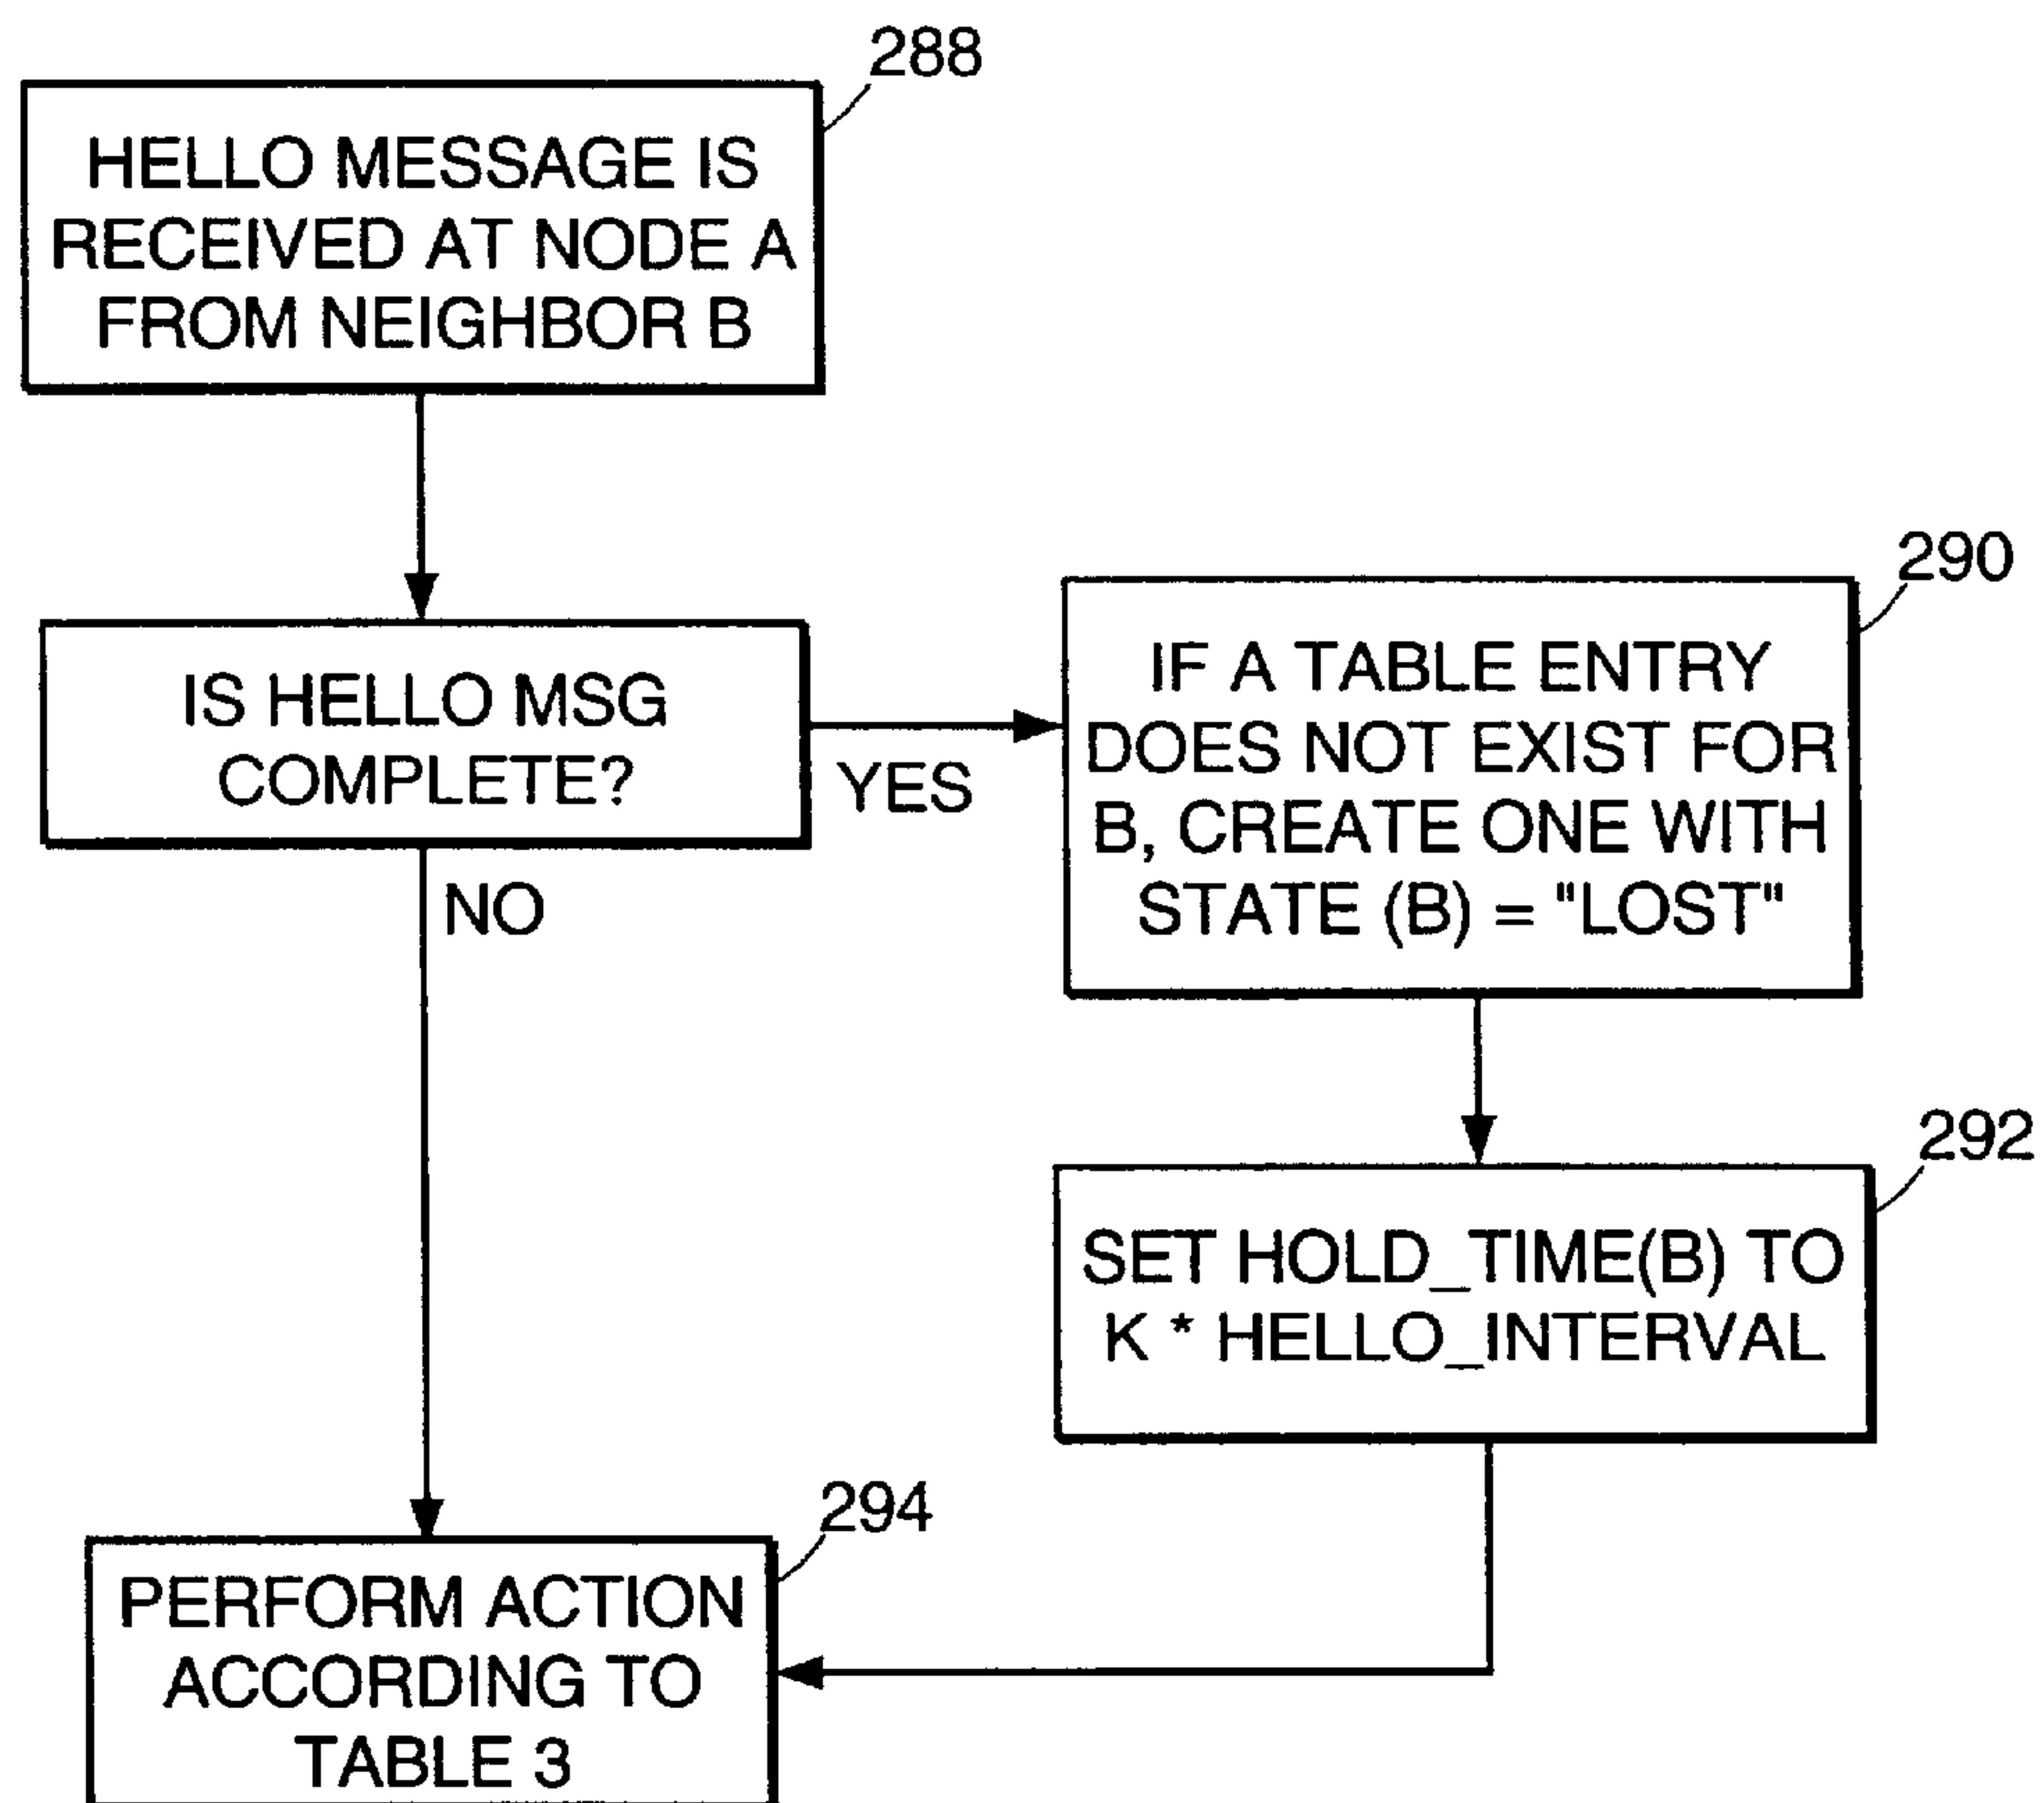 288
HELLO MESSAGE IS
RECEIVED AT NODE A
FROM NEIGHBOR B
IS HELLO MSG
COMPLETE?
YES
NO
290
IF A TABLE ENTRY
DOES NOT EXIST FOR
B, CREATE ONE WITH
STATE (B) = "LOST"
292
SET HOLD_TIME(B) TO
K * HELLO_INTERVAL
294
PERFORM ACTION
ACCORDING TO
TABLE 3